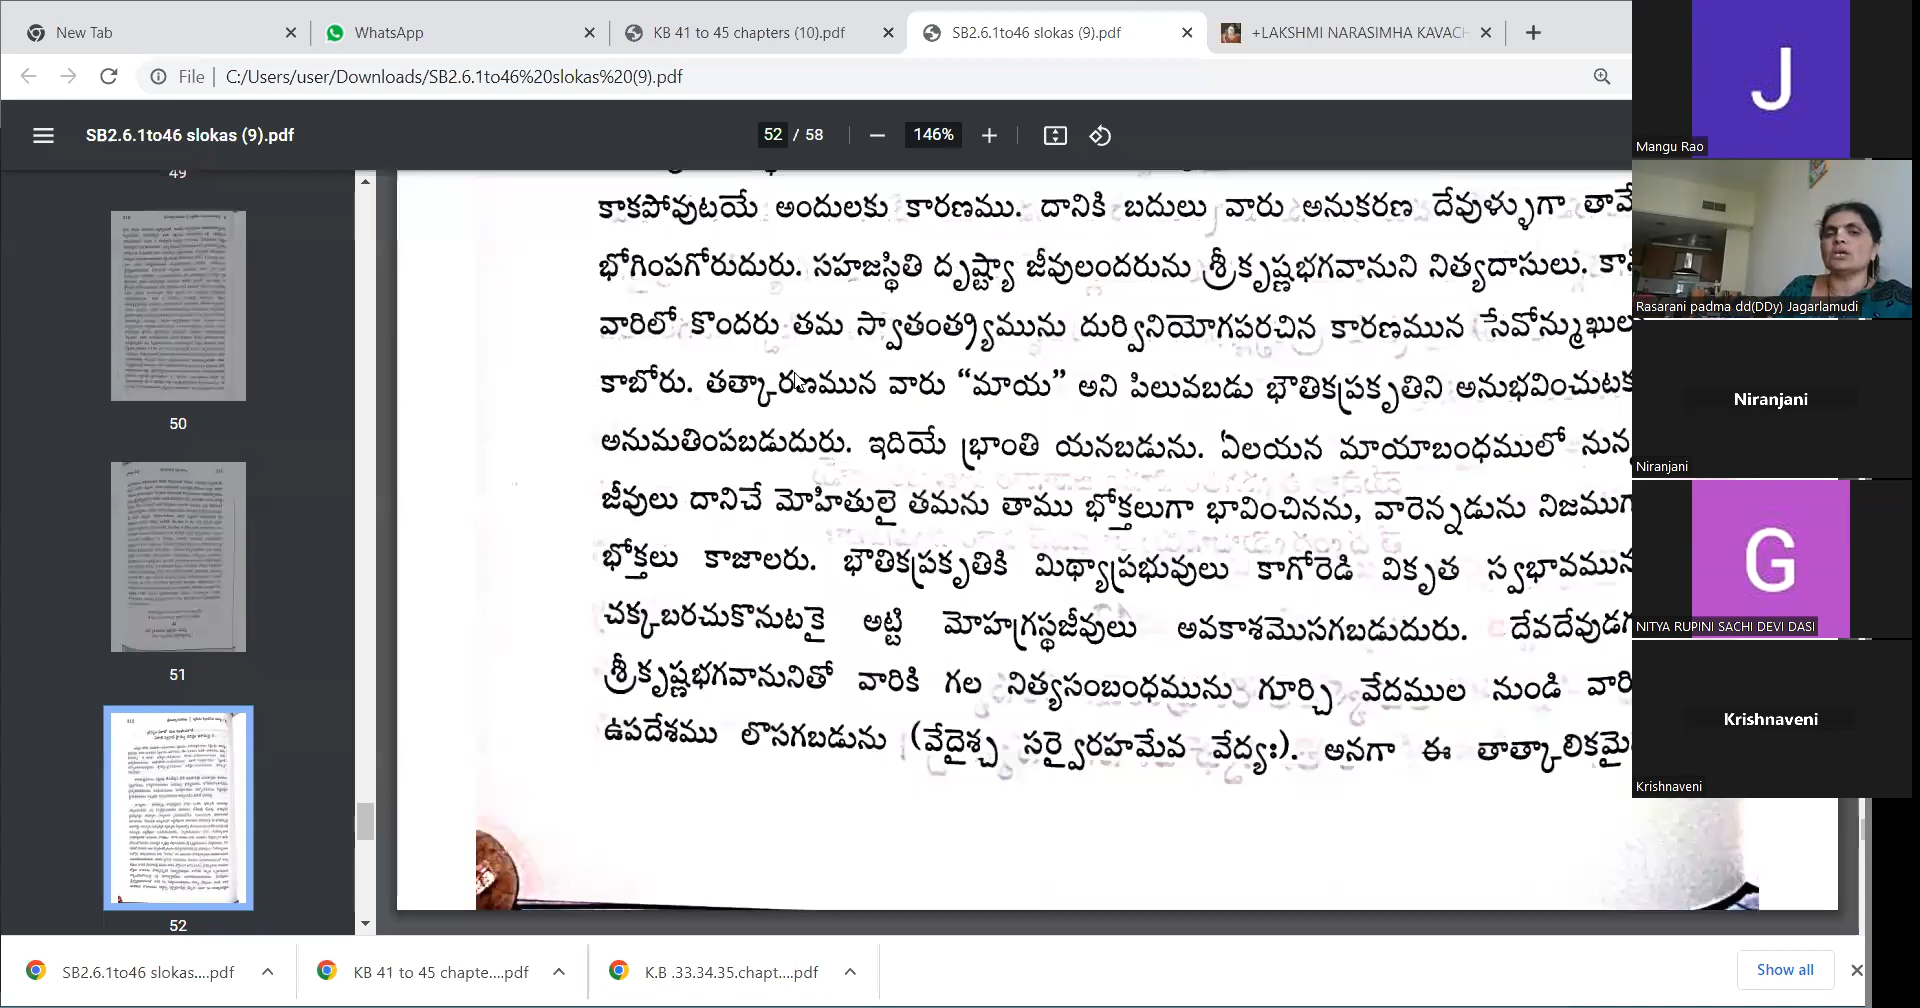 New Tab
WhatsApp
KB 41 to 45 chapters (10).pdf
SB2.6.1to46 slokas (9).pdf
+LAKSHMI NARASIMHA KAVACH
File
C:/Users/user/Downloads/SB2.6.1to46%20slokas%20(9).pdf
SB2.6.1to46 slokas (9).pdf
52 / 58
146%
49
50
51
52
కాకపోవుటయే అందులకు కారణము. దానికి బదులు వారు అనుకరణ దేవుళ్ళుగా తామే
భోగింపగోరుదురు. సహజస్థితి దృష్ట్యా జీవులందరును శ్రీకృష్ణభగవానుని నిత్యదాసులు.
వారిలో కొందరు తమ స్వాతంత్ర్యమును దుర్వినియోగపరచిన కారణమున
కాబోరు. తత్కారణమున వారు “మాయ” అని పిలువబడు భౌతికప్రకృతిని
అనుమతింపబడుదురు. ఇదియే భ్రాంతి యనబడును. ఏలయన మాయాబంధములో
జీవులు దానిచే మోహితులై తమను తాము భోక్తలుగా భావించినను, వారెన్నడును
భోక్తలు కాజాలరు. భౌతికప్రకృతికి మిథ్యాప్రభువులు కాగోరెడి వికృత
చక్కబరచుకొనుటకై అట్టి మోహగ్రస్థజీవులు అవకాశమొసగబడుదురు.
శ్రీకృష్ణభగవానునితో వారికి గల నిత్యసంబంధమును గూర్చి వేదముల నుండి
ఉపదేశము లొసగబడును (వేదైశ్చ సర్వైరహమేవ వేద్యః). అనగా ఈ
J
Mangu Rao
Rasarani padma dd(DDy) Jagarlamudi
Niranjani
Niranjani
G
NITYA RUPINI SACHI DEVI DASI
Krishnaveni
Krishnaveni
SB2.6.1to46 slokas....pdf
KB 41 to 45 chapte....pdf
K.B .33.34.35.chapt....pdf
Show all